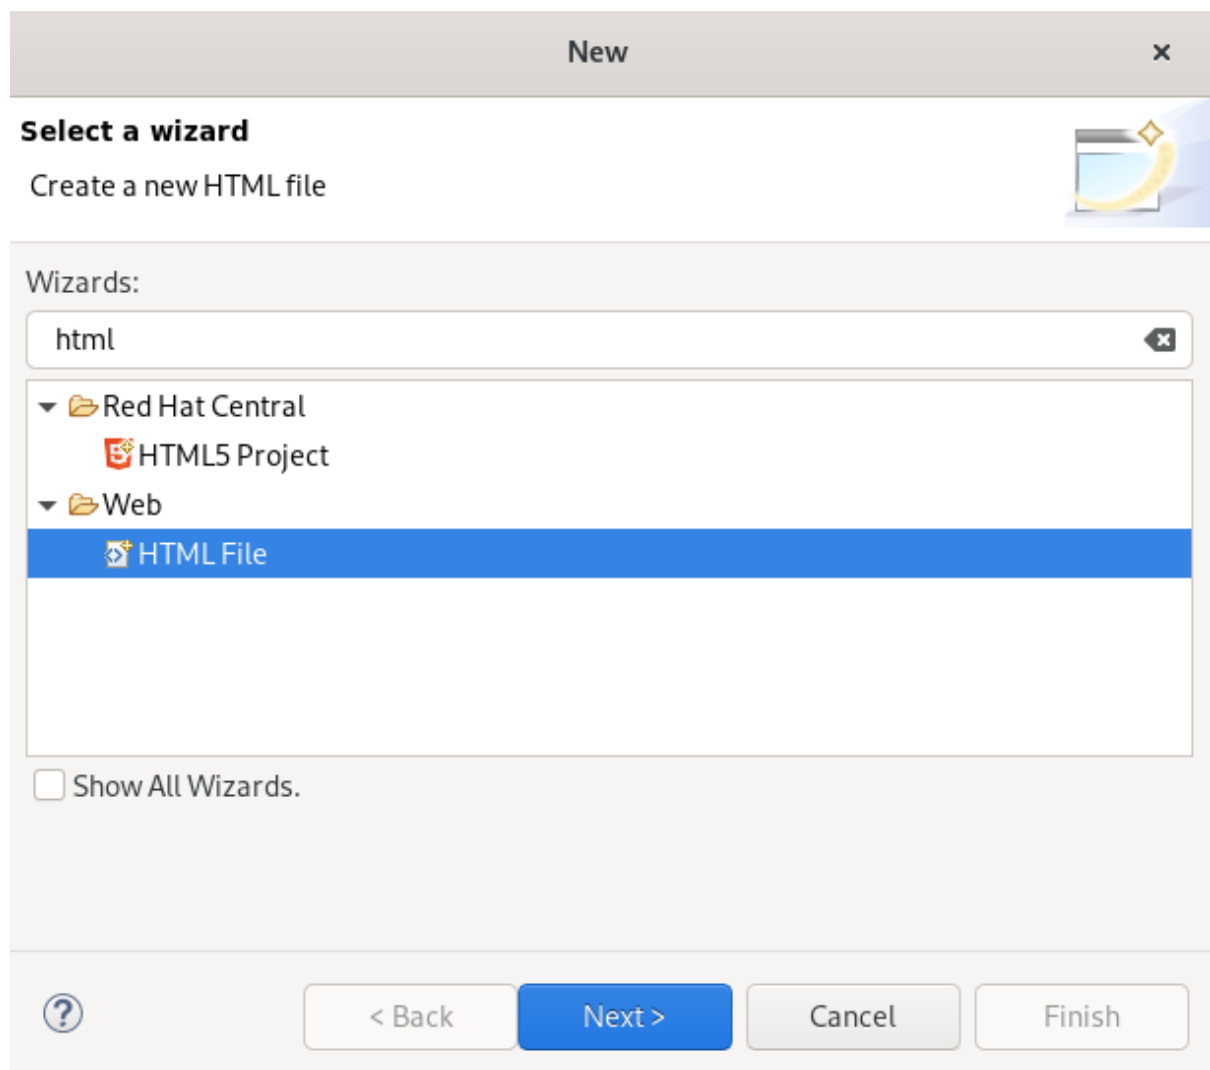 New
Select a wizard
Create a new HTML file
Wizards:
html
Red Hat Central
HTML5 Project
Web
HTML File
Show All Wizards.
? < Back Next > Cancel Finish